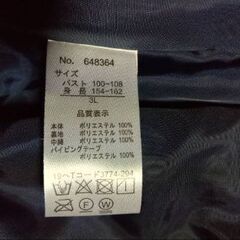 No. 648364
サイズ
バスト 100-108
身長 154-162
3L
品質表示
本体 ポリエステル 100%
裏地 ポリエステル 100%
中綿 ポリエステル 100%
パイピングテープ
ポリエステル 100%